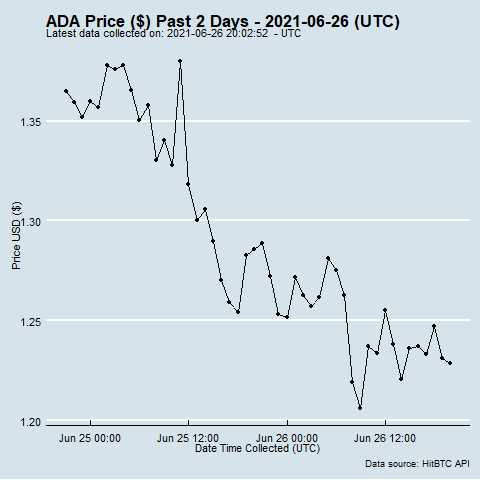 ADA Price ($) Past 2 Days - 2021-06-26 (UTC)
Latest data collected on: 2021-06-26 20:02:52 - UTC
1.35
1.30
1.25
1.20
Price USD ($)
Jun 25 00:00 Jun 25 12:00 Jun 26 00:00 Jun 26 12:00
Date Time Collected (UTC)
Data source: HitBTC API